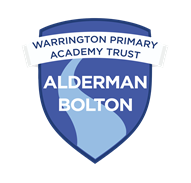 WARRINGTON PRIMARY
ACADEMY TRUST
ALDERMAN
BOLTON